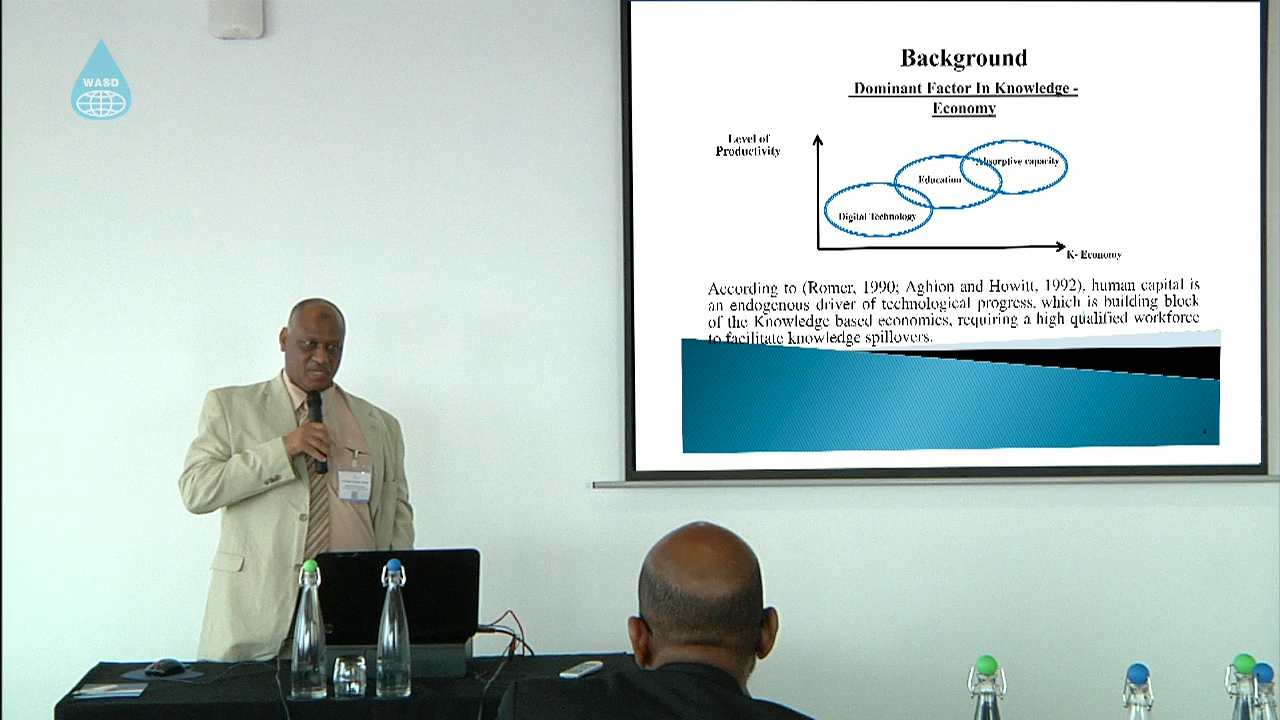 WASD
Background
Dominant Factor In Knowledge -
Economy
Level of
Productivity
Absorptive capacity
Education
Digital Technology
K- Economy
According to (Romer, 1990; Aghion and Howitt, 1992), human capital is
an endogenous driver of technological progress, which is building block
of the Knowledge based economics, requiring a high qualified workforce
to facilitate knowledge spillovers.
4